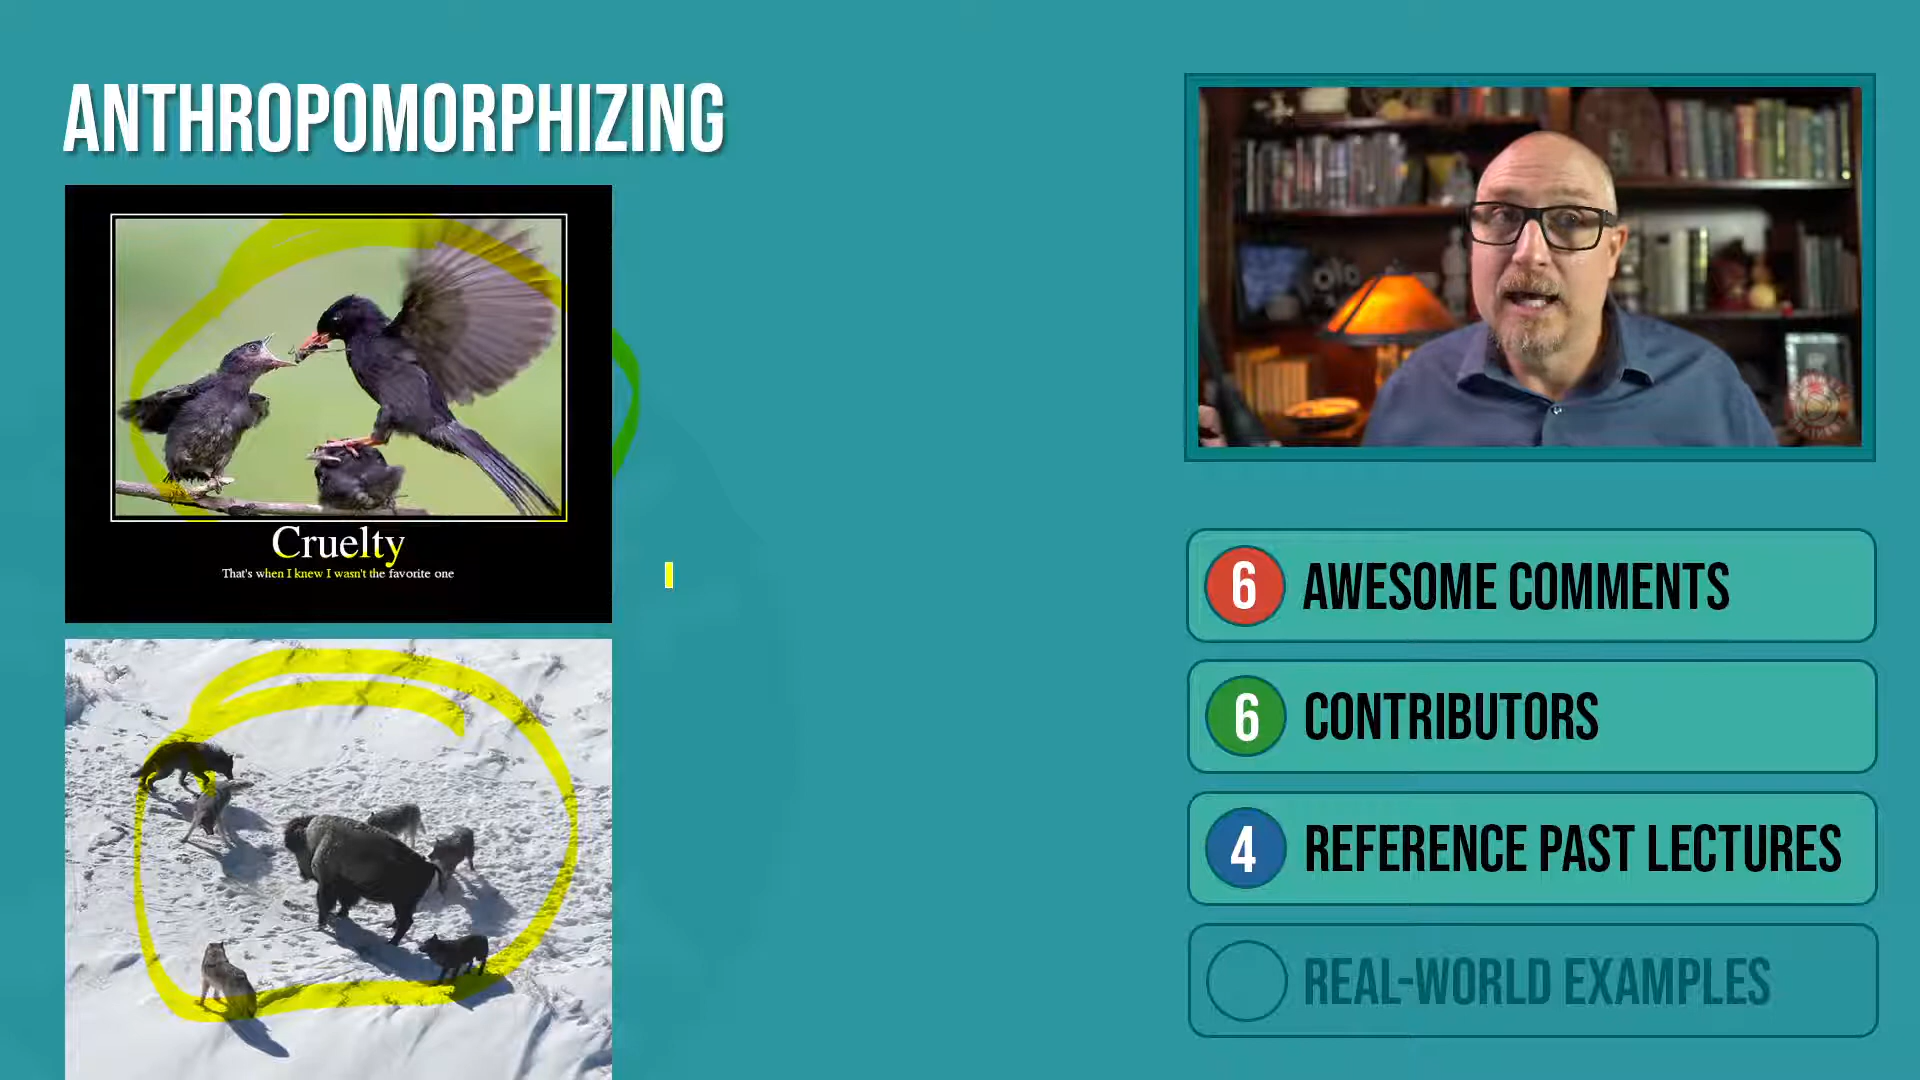 ANTHROPOMORPHIZING
Cruelty
That's when I knew I wasn't the favorite one
6 AWESOME COMMENTS
6 CONTRIBUTORS
4 REFERENCE PAST LECTURES
REAL-WORLD EXAMPLES